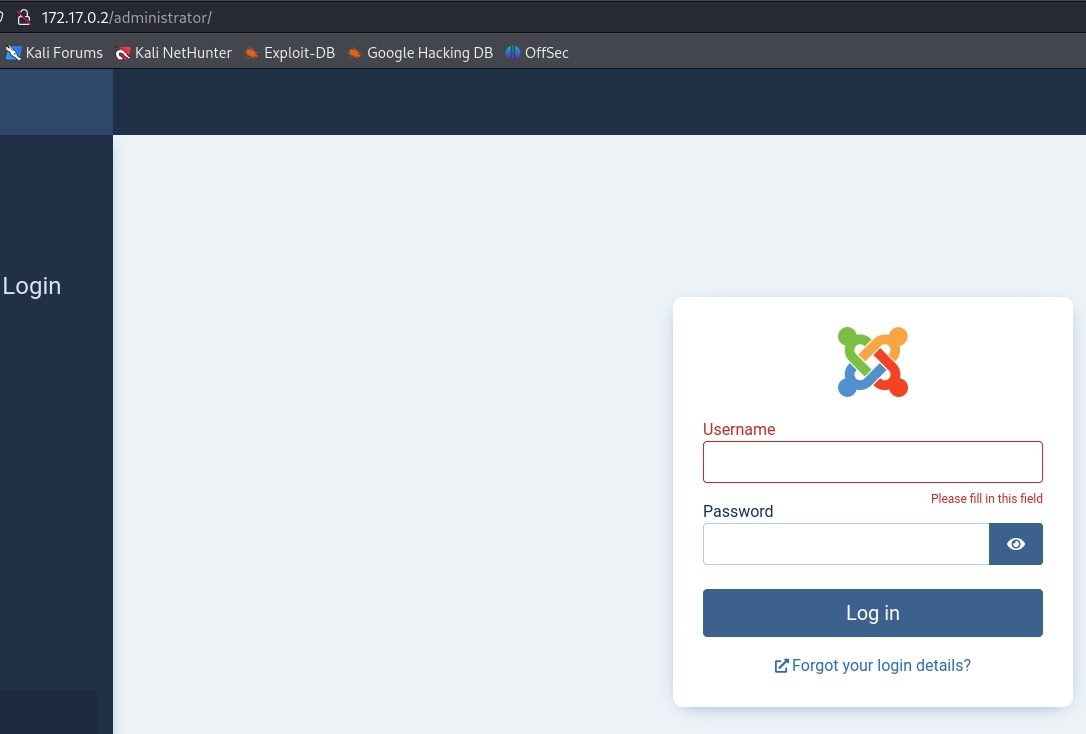 172.17.0.2/administrator/
Kali Forums Kali NetHunter Exploit-DB Google Hacking DB OffSec
Login
Username
Please fill in this field
Password
Log in
Forgot your login details?